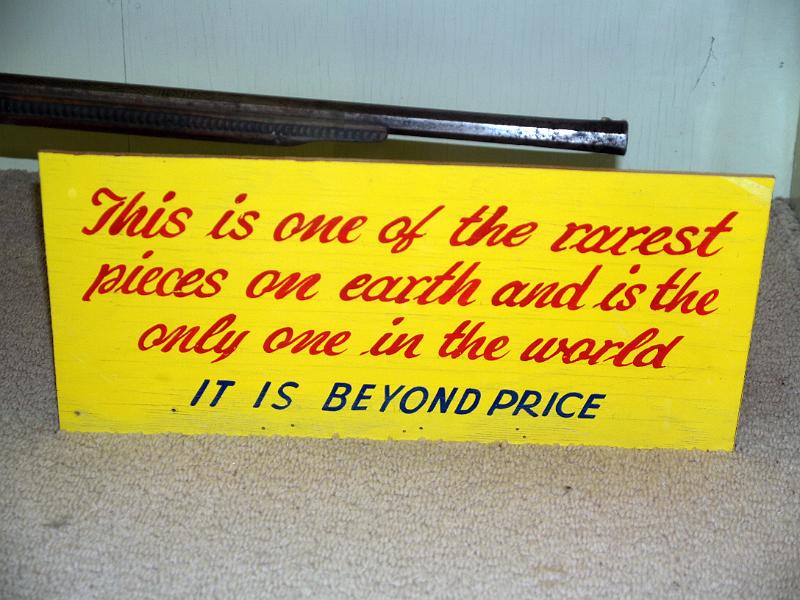 This is one of the rarest
pieces on earth and is the
only one in the world
IT IS BEYOND PRICE